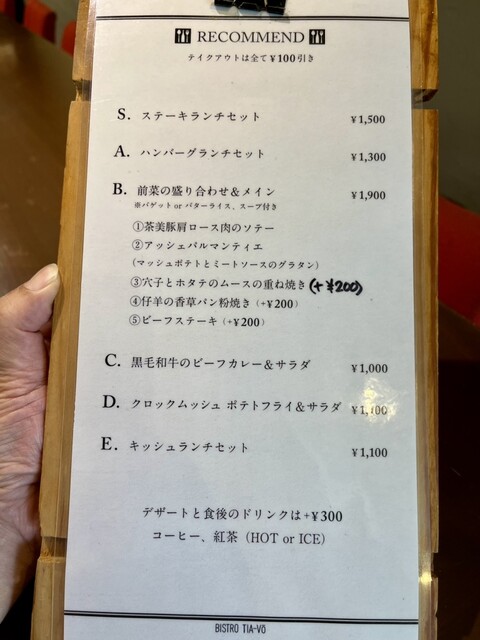 RECOMMEND
テイクアウトは全て¥100引き
S. ステーキランチセット ¥1,500
A. ハンバーグランチセット ¥1,300
B. 前菜の盛り合わせ&メイン ¥1,900
※バゲット or バターライス、スープ付き
①茶美豚肩ロース肉のソテー
②アッシェパルマンティエ
(マッシュポテトとミートソースのグラタン)
③穴子とホタテのムースの重ね焼き(+¥200)
④仔羊の香草パン粉焼き(+¥200)
⑤ビーフステーキ(+¥200)
C. 黒毛和牛のビーフカレー&サラダ ¥1,000
D. クロックムッシュ ポテトフライ&サラダ ¥1,100
E. キッシュランチセット ¥1,100
デザートと食後のドリンクは+¥300
コーヒー、紅茶(HOT or ICE)
BISTRO TIA-VO